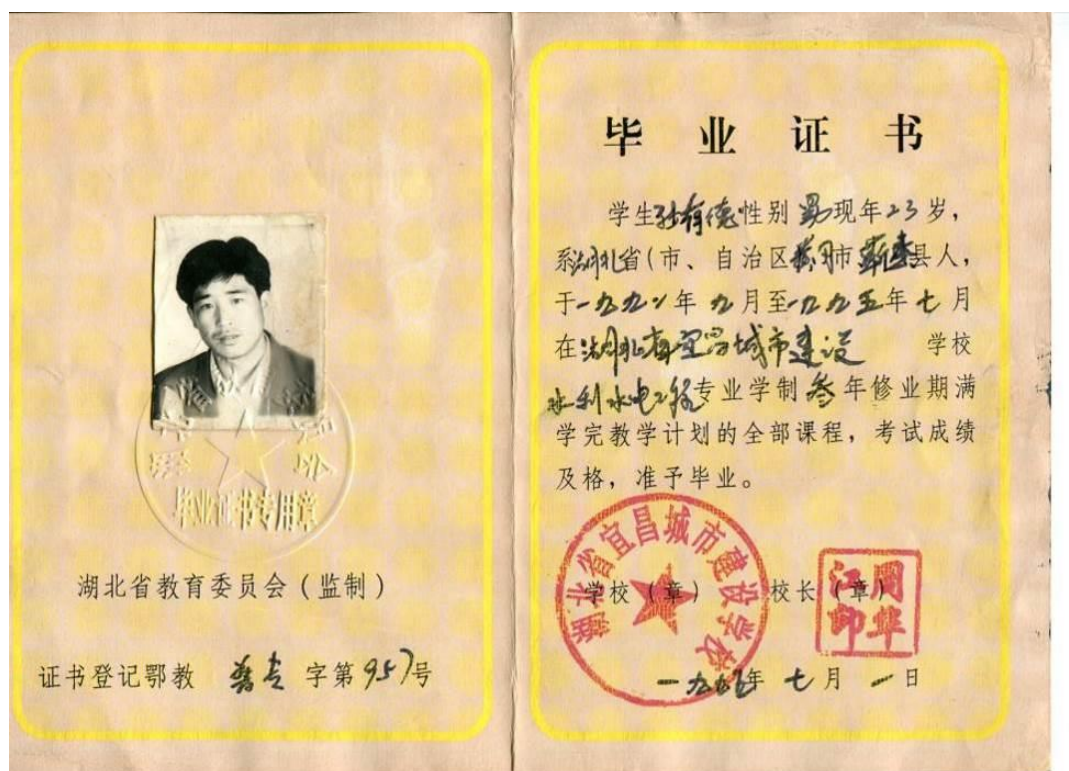 毕业证书专用章
湖北省教育委员会（监制）
证书登记鄂教 字第957号
毕业证书
学生孙有德性别男现年23岁，
系湖北省(市、自治区黄冈市蕲春县人，
于一九九二年九月至一九九五年七月
在湖北省宜昌城市建设 学校
水利水电工程专业学制叁年修业期满
学完教学计划的全部课程，考试成绩
及格，准予毕业。
湖北省宜昌城市建设学校
学校（章） 校长（章）
一九九五年七月一日